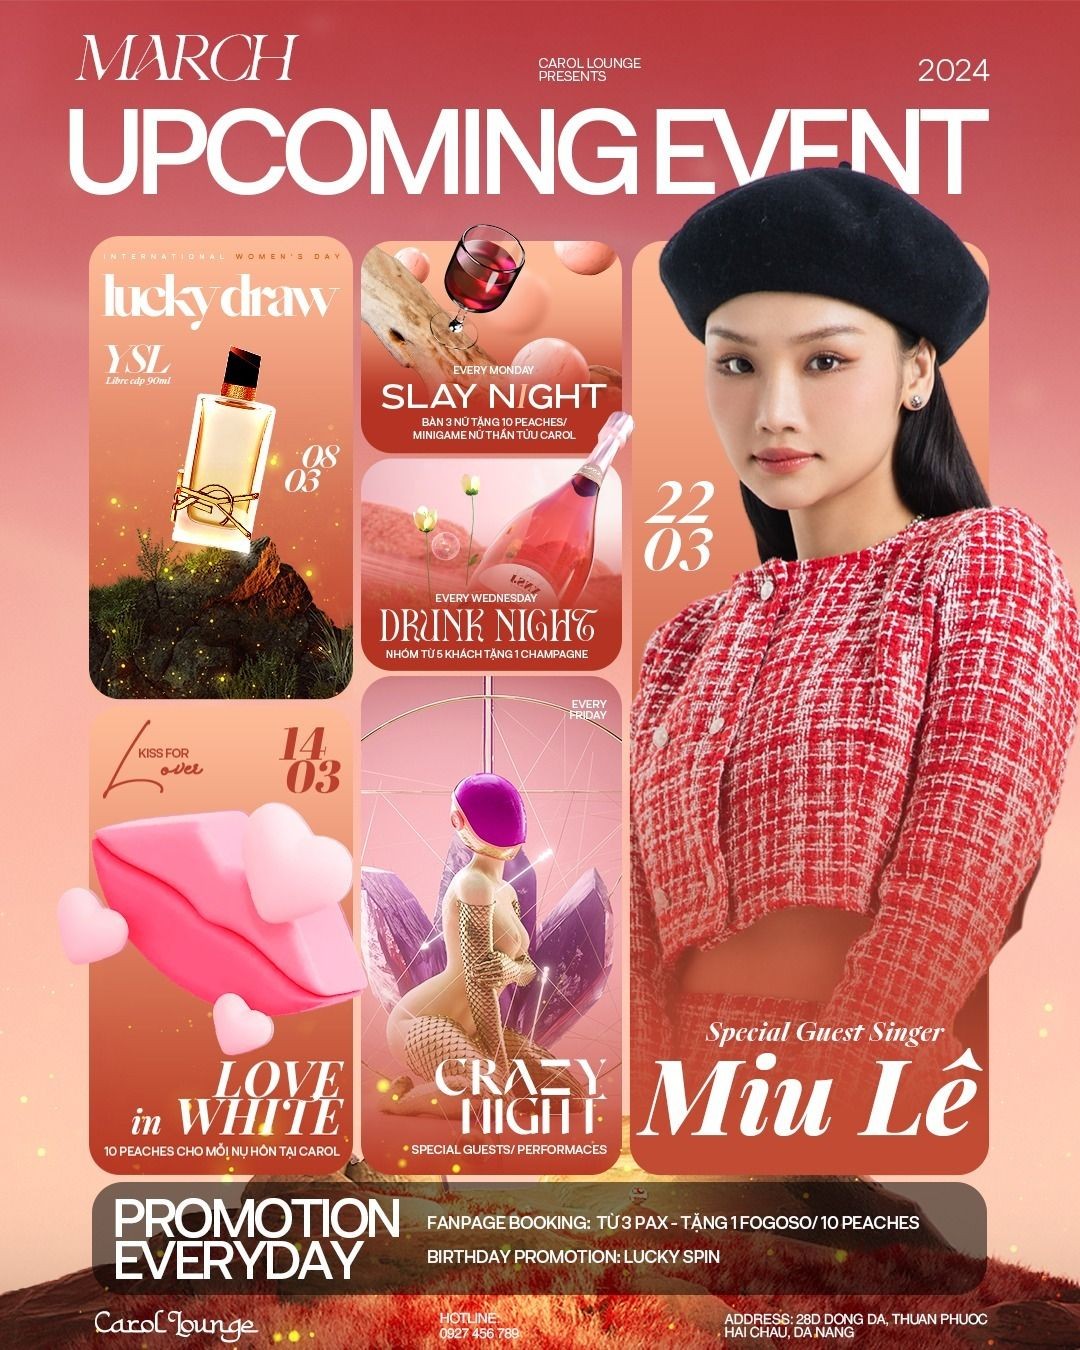 MARCH
CAROL LOUNGE
PRESENTS
2024
UPCOMING EVENT
INTERNATIONAL WOMEN'S DAY
lucky draw
YSL
Libre cáp 90ml
08
03
EVERY MONDAY
SLAY NIGHT
BÀN 3 NỮ TẶNG 10 PEACHES/
MINIGAME NỮ THẦN TỬU CAROL
EVERY WEDNESDAY
DRUNK NIGHT
NHÓM TỪ 5 KHÁCH TẶNG 1 CHAMPAGNE
KISS FOR
Lover
14
03
LOVE
in WHITE
10 PEACHES CHO MỖI NỤ HÔN TẠI CAROL
EVERY
FRIDAY
CRAZY
NIGHT
SPECIAL GUESTS/ PERFORMACES
22
03
Special Guest Singer
Miu Lê
PROMOTION
EVERYDAY
FANPAGE BOOKING: TỪ 3 PAX - TẶNG 1 FOGOSO/ 10 PEACHES
BIRTHDAY PROMOTION: LUCKY SPIN
Carol Lounge
HOTLINE:
0927 456 789
ADDRESS: 28D DONG DA, THUAN PHUOC
HAI CHAU, DA NANG